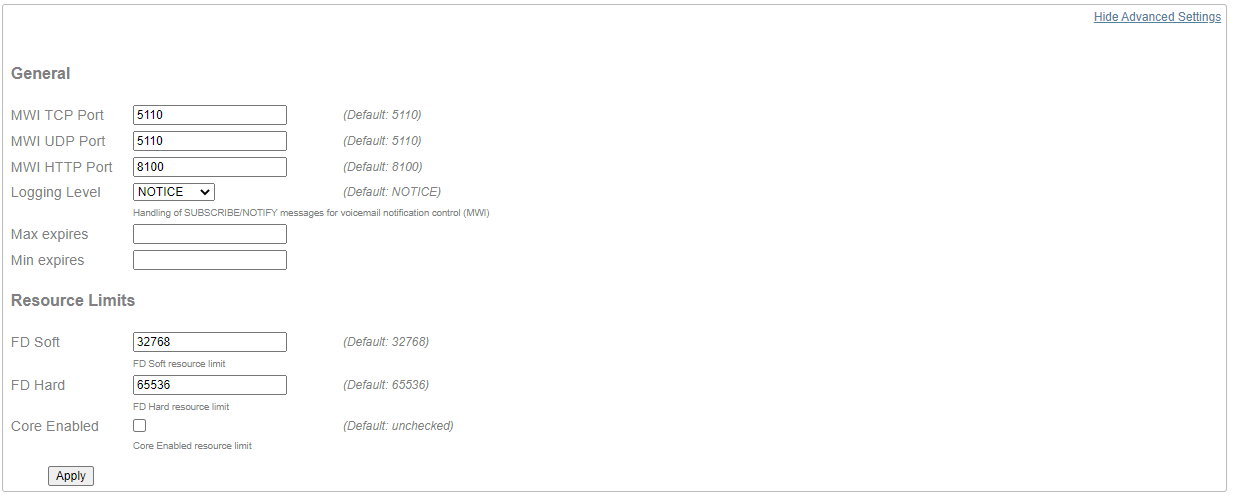 Hide Advanced Settings
General
MWI TCP Port 5110 (Default: 5110)
MWI UDP Port 5110 (Default: 5110)
MWI HTTP Port 8100 (Default: 8100)
Logging Level NOTICE (Default: NOTICE)
Handling of SUBSCRIBE/NOTIFY messages for voicemail notification control (MWI)
Max expires
Min expires
Resource Limits
FD Soft 32768 (Default: 32768)
FD Soft resource limit
FD Hard 65536 (Default: 65536)
FD Hard resource limit
Core Enabled (Default: unchecked)
Core Enabled resource limit
Apply